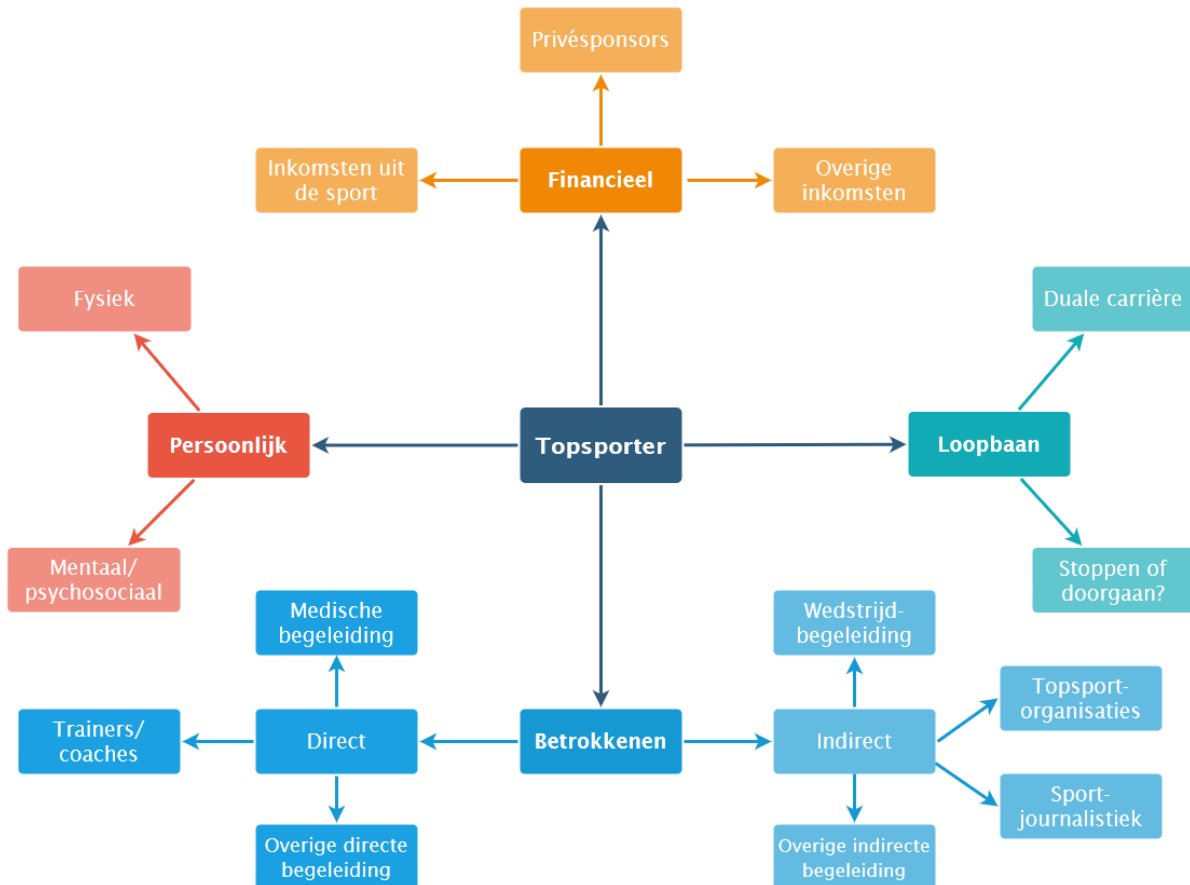 Privésponsors
Inkomsten uit
de sport
Financieel
Overige
inkomsten
Fysiek
Duale carrière
Persoonlijk
Topsporter
Loopbaan
Mentaal/
psychosociaal
Stoppen of
doorgaan?
Medische
begeleiding
Wedstrijd-
begeleiding
Topsport-
organisaties
Trainers/
coaches
Direct
Betrokkenen
Indirect
Sport-
journalistiek
Overige directe
begeleiding
Overige indirecte
begeleiding